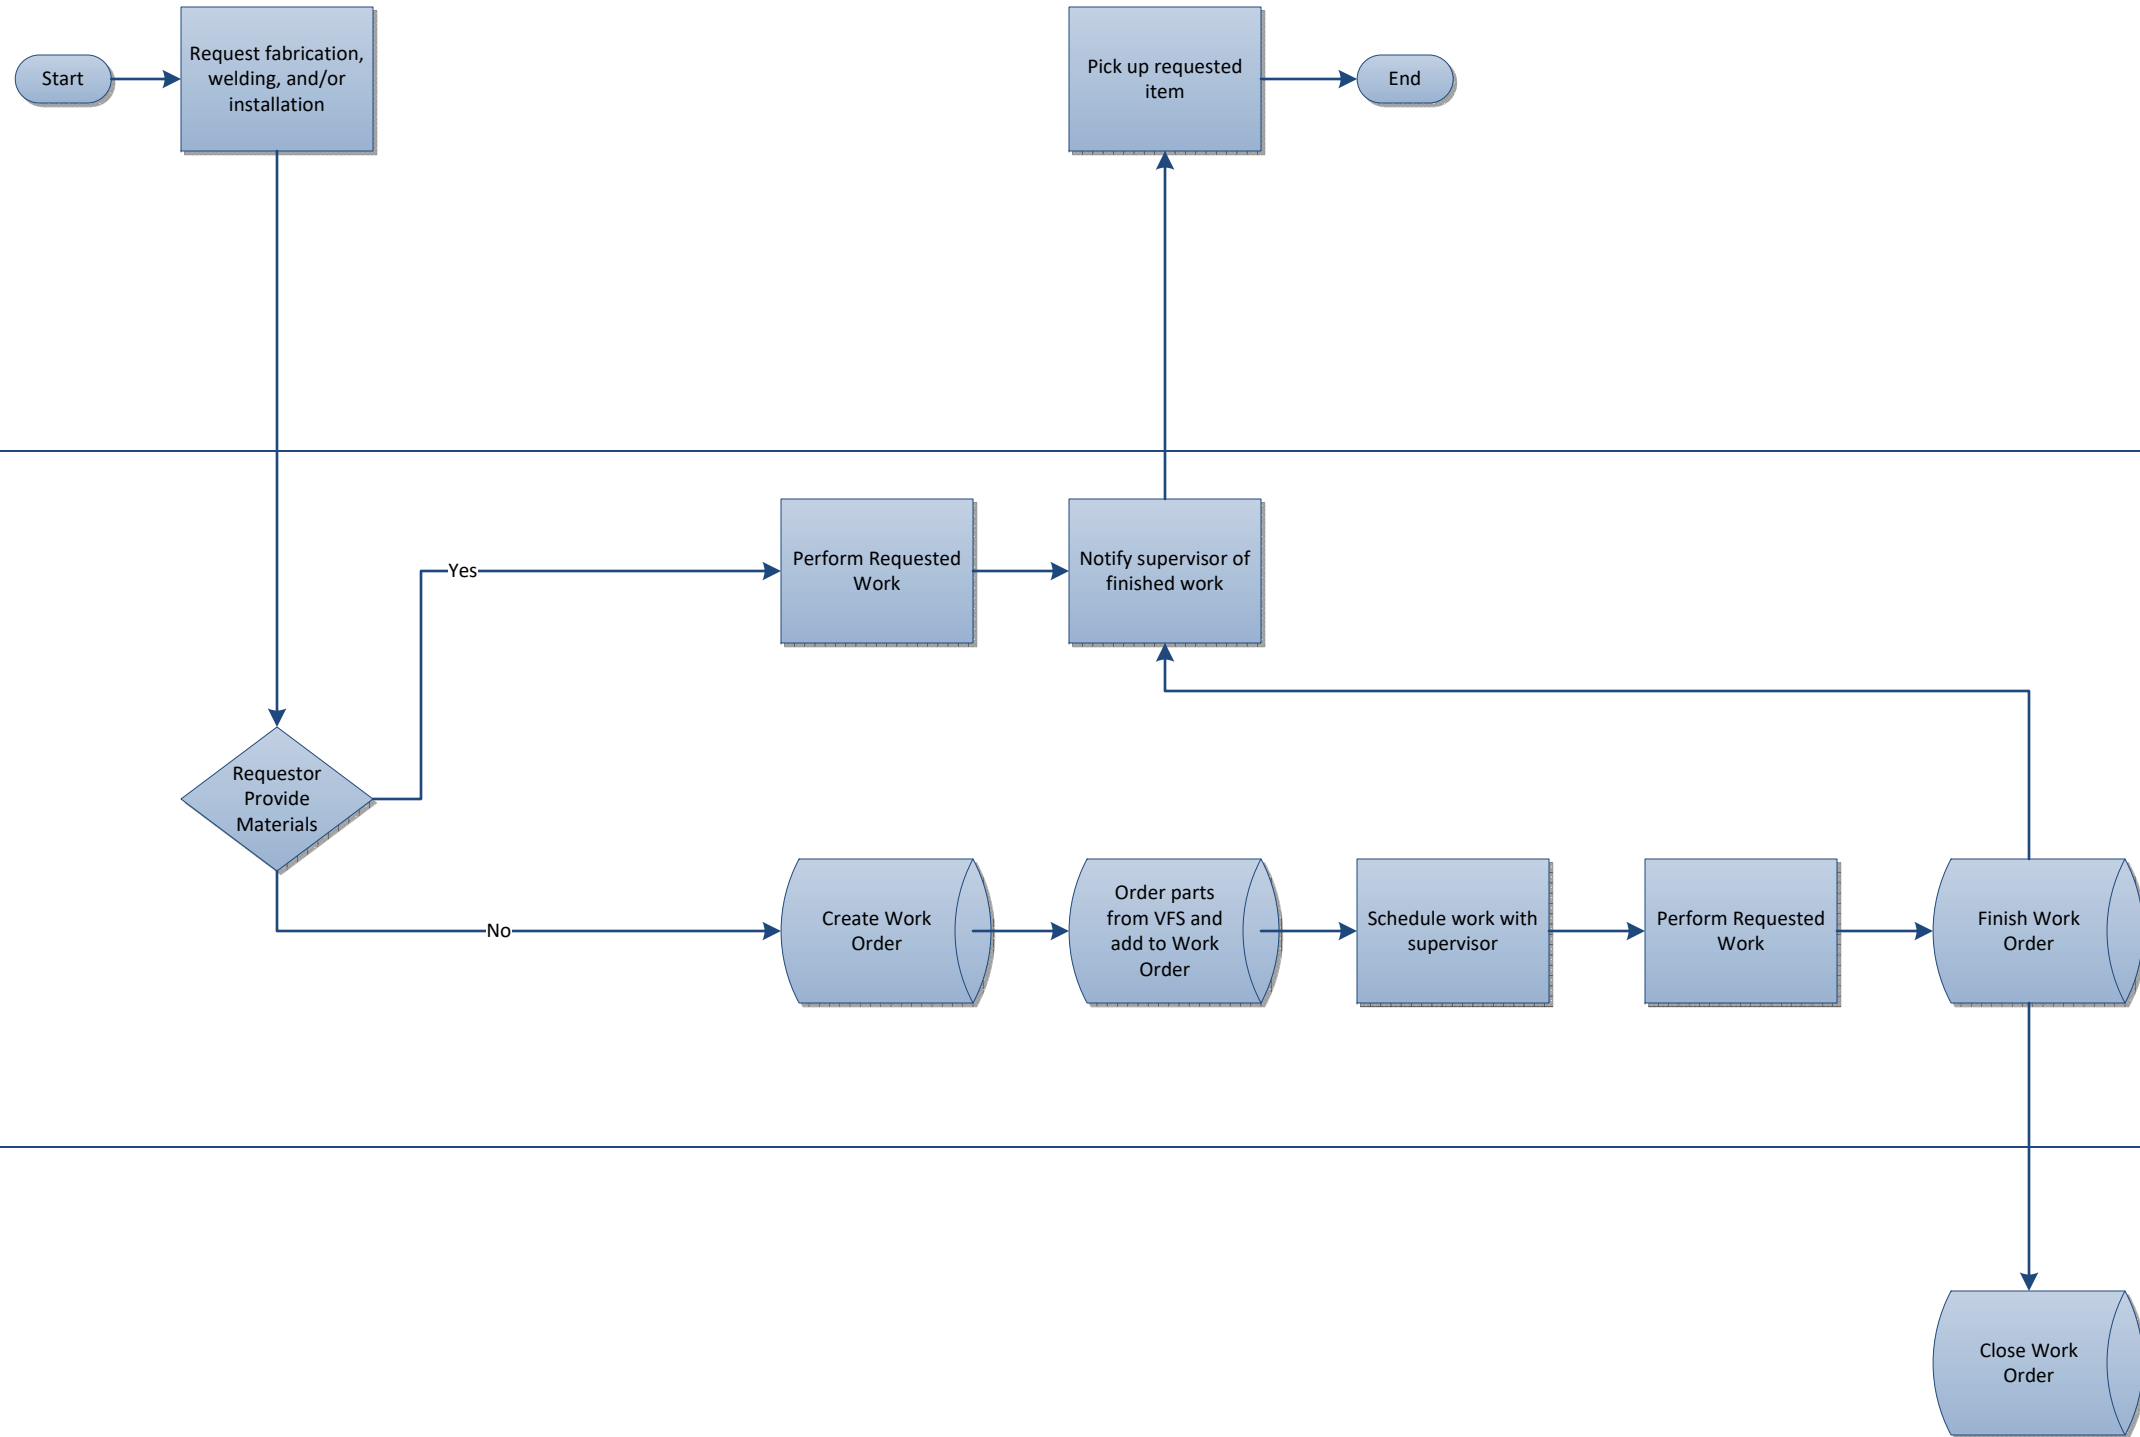 Start
Request fabrication,
welding, and/or
installation
Pick up requested
item
End
Yes
Perform Requested
Work
Notify supervisor of
finished work
Requestor
Provide
Materials
No
Create Work
Order
Order parts
from VFS and
add to Work
Order
Schedule work with
supervisor
Perform Requested
Work
Finish Work
Order
Close Work
Order